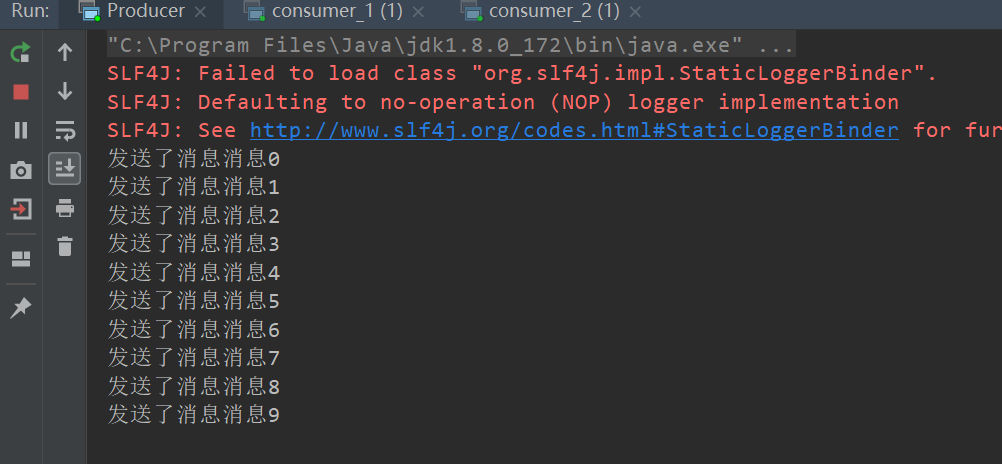 Run: Producer consumer_1 (1) consumer_2 (1)
"C:\Program Files\Java\jdk1.8.0_172\bin\java.exe" ...
SLF4J: Failed to load class "org.slf4j.impl.StaticLoggerBinder".
SLF4J: Defaulting to no-operation (NOP) logger implementation
SLF4J: See http://www.slf4j.org/codes.html#StaticLoggerBinder for fur
发送了消息消息0
发送了消息消息1
发送了消息消息2
发送了消息消息3
发送了消息消息4
发送了消息消息5
发送了消息消息6
发送了消息消息7
发送了消息消息8
发送了消息消息9